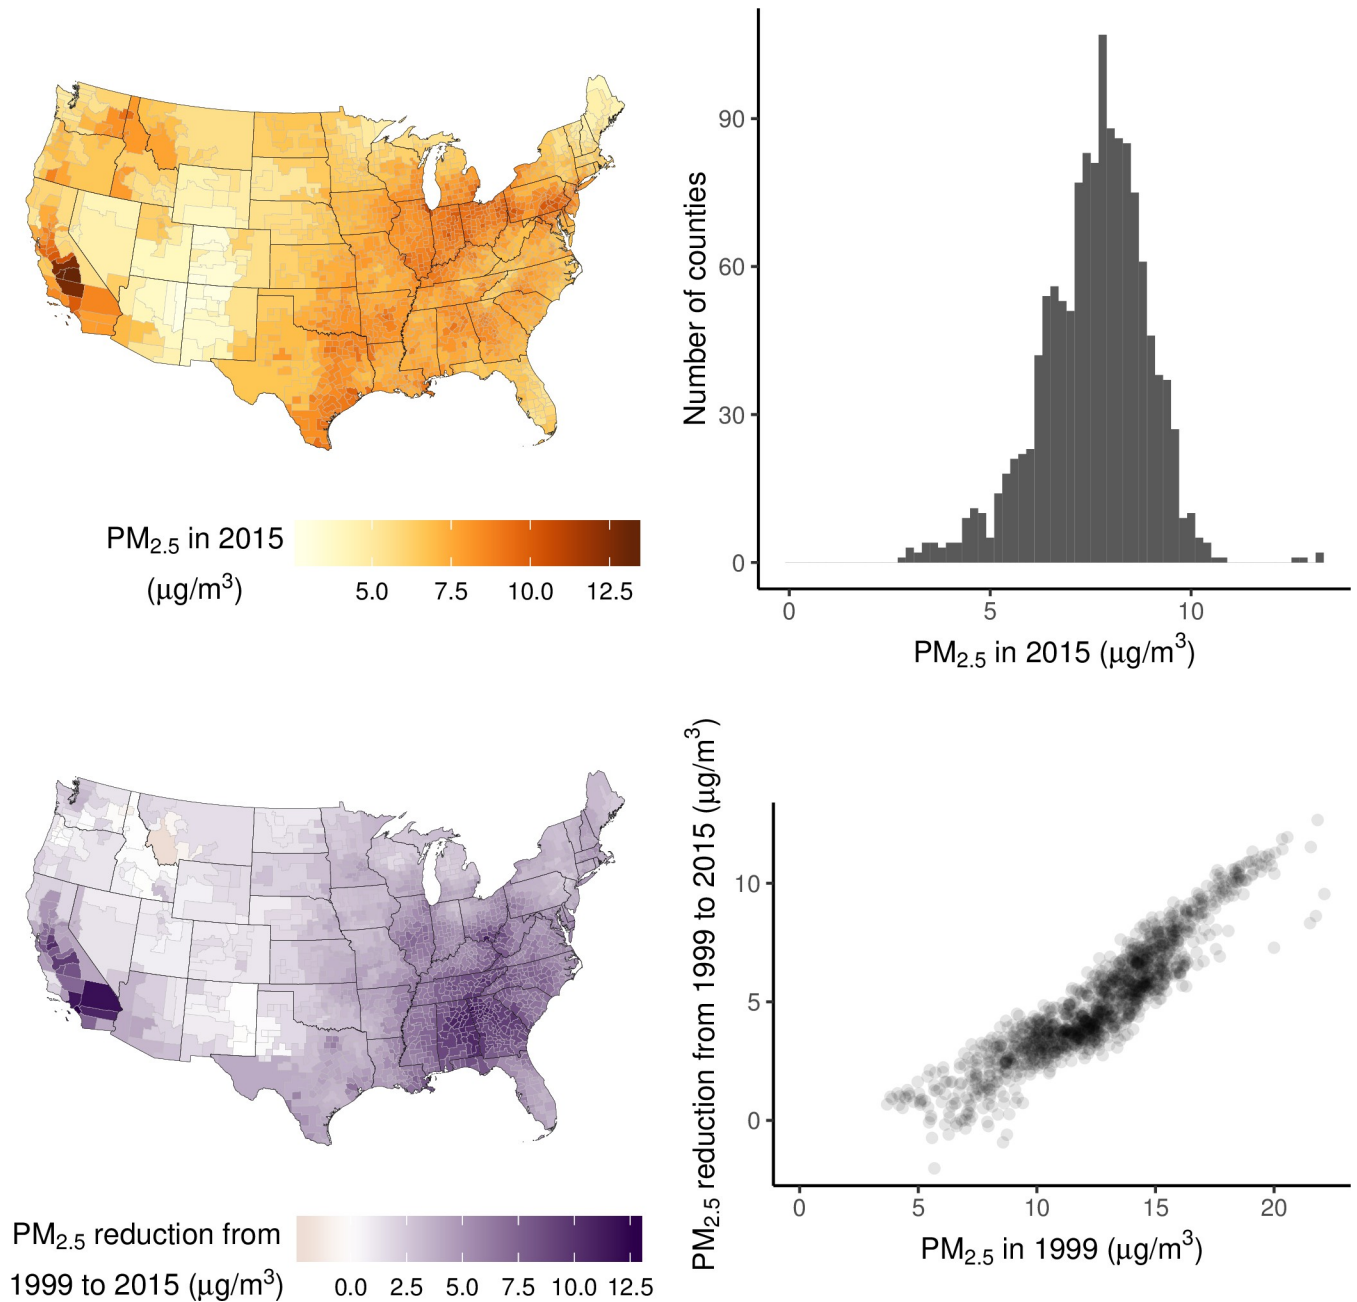 PM2.5 in 2015
(μg/m3)
5.0 7.5 10.0 12.5
Number of counties
90
60
30
0
0 5 10
PM2.5 in 2015 (μg/m3)
PM2.5 reduction from
1999 to 2015 (μg/m3)
0.0 2.5 5.0 7.5 10.0 12.5
PM2.5 reduction from 1999 to 2015 (μg/m3)
10
5
0
0 5 10 15 20
PM2.5 in 1999 (μg/m3)